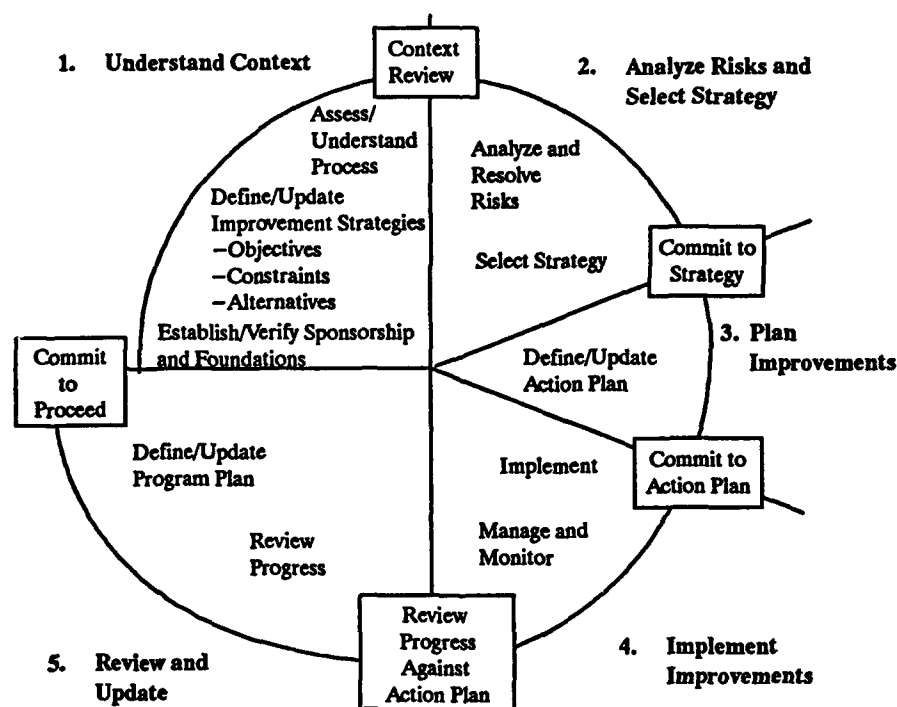 1. Understand Context
Context
Review
2. Analyze Risks and
Select Strategy
Assess/
Understand
Process
Define/Update
Improvement Strategies
–Objectives
–Constraints
–Alternatives
Establish/Verify Sponsorship
and Foundations
Analyze and
Resolve
Risks
Select Strategy
Commit to
Strategy
3. Plan
Improvements
Define/Update
Action Plan
Commit to
Action Plan
Implement
Manage and
Monitor
4. Implement
Improvements
Review
Progress
Against
Action Plan
5. Review and
Update
Review
Progress
Define/Update
Program Plan
Commit
to
Proceed